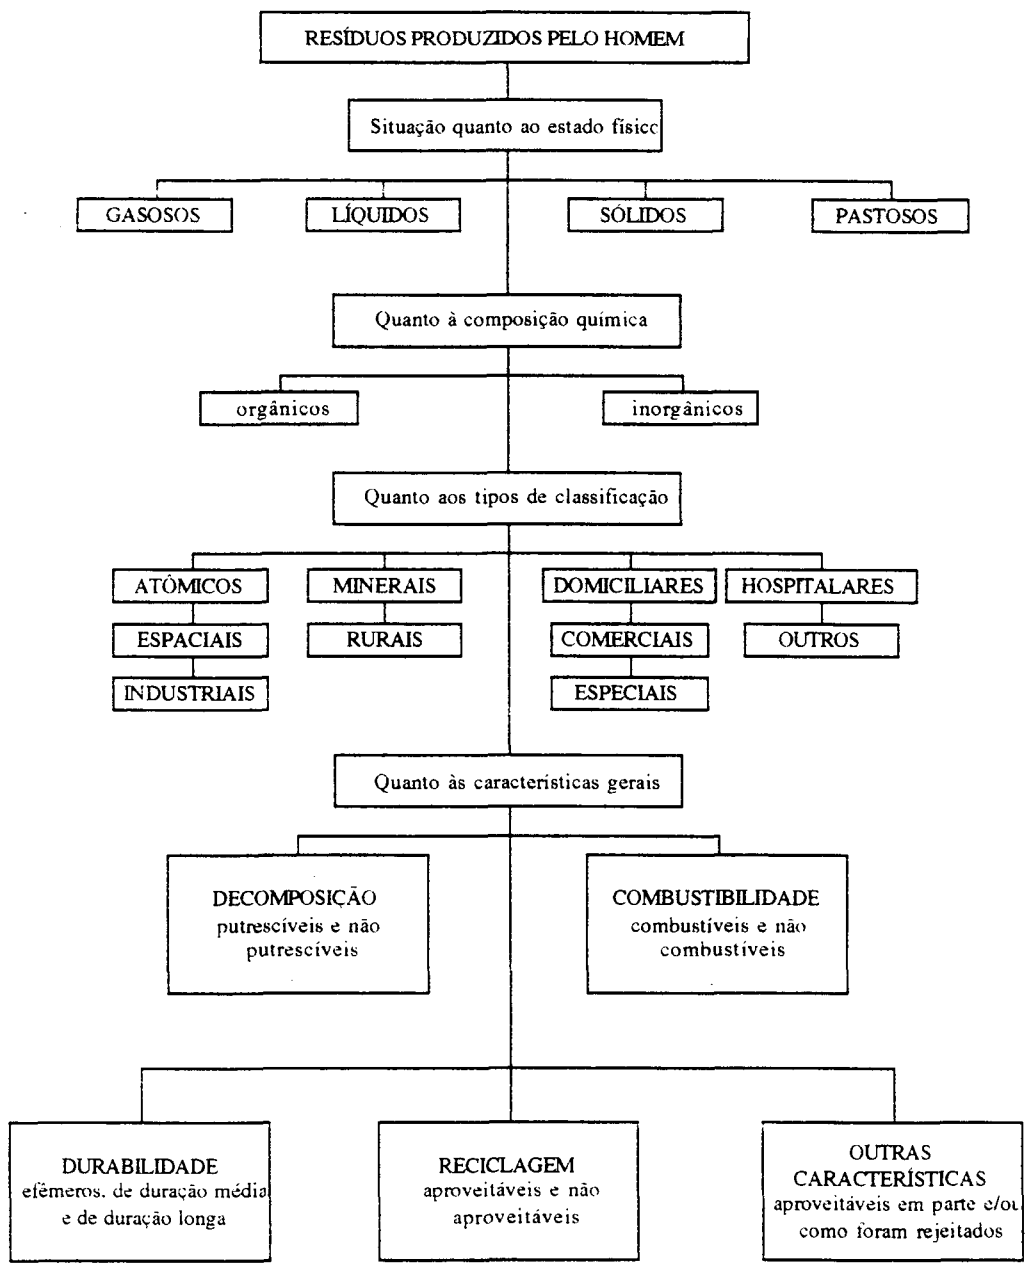 RESÍDUOS PRODUZIDOS PELO HOMEM
Situação quanto ao estado físico
GASOSOS
LÍQUIDOS
SÓLIDOS
PASTOSOS
Quanto à composição química
orgânicos
inorgânicos
Quanto aos tipos de classificação
ATÔMICOS
MINERAIS
DOMICILIARES
HOSPITALARES
ESPACIAIS
RURAIS
COMERCIAIS
OUTROS
INDUSTRIAIS
ESPECIAIS
Quanto às características gerais
DECOMPOSIÇÃO
putrescíveis e não
putrescíveis
COMBUSTIBILIDADE
combustíveis e não
combustíveis
DURABILIDADE
efêmeros, de duração média
e de duração longa
RECICLAGEM
aproveitáveis e não
aproveitáveis
OUTRAS
CARACTERÍSTICAS
aproveitáveis em parte e/ou
como foram rejeitados